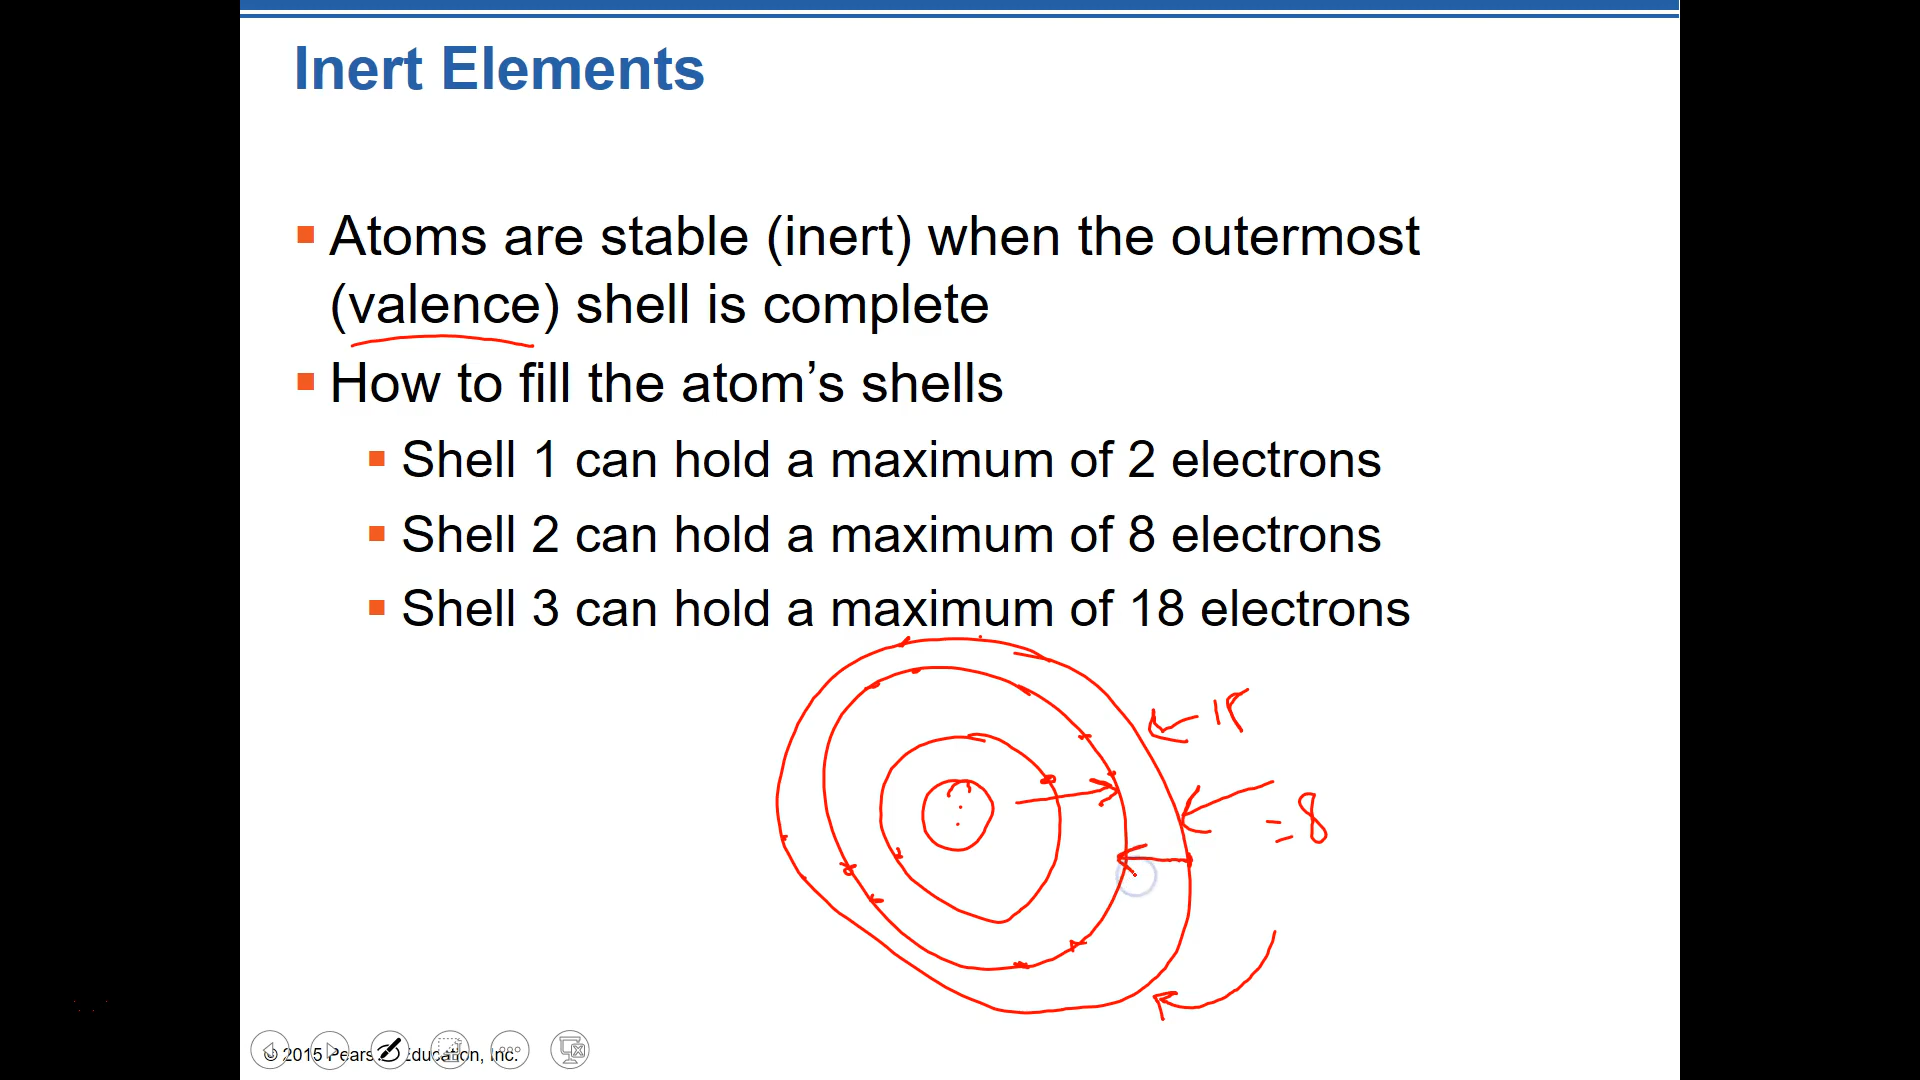 Inert Elements
Atoms are stable (inert) when the outermost
(valence) shell is complete
How to fill the atom’s shells
Shell 1 can hold a maximum of 2 electrons
Shell 2 can hold a maximum of 8 electrons
Shell 3 can hold a maximum of 18 electrons
= 8
© 2015 Pearson Education, Inc.